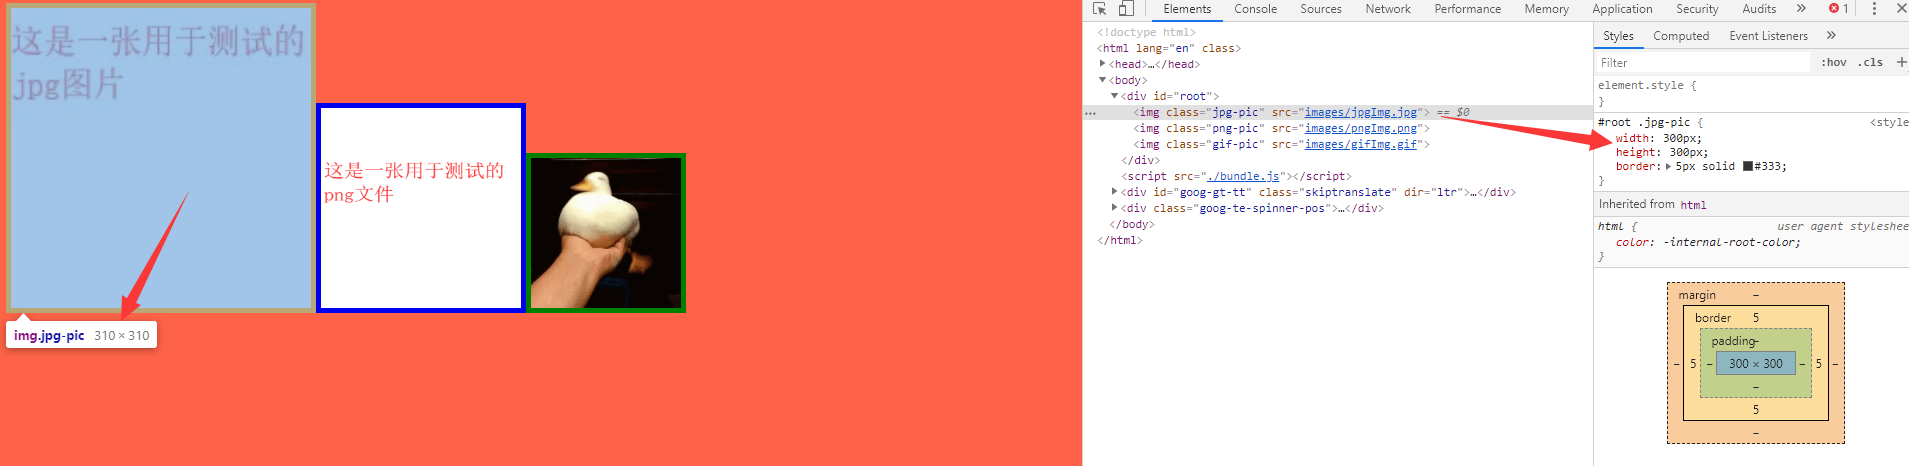 这是一张用于测试的
jpg图片
这是一张用于测试的
png文件
img.jpg-pic 310 × 310
Elements Console Sources Network Performance Memory Application Security Audits » 1
<!doctype html>
<html lang="en" class>
<head>…</head>
<body>
<div id="root">
… <img class="jpg-pic" src="images/jpgImg.jpg"> == $0
<img class="png-pic" src="images/pngImg.png">
<img class="gif-pic" src="images/gifImg.gif">
</div>
<script src="./bundle.js"></script>
<div id="goog-gt-tt" class="skiptranslate" dir="ltr">…</div>
<div class="goog-te-spinner-pos">…</div>
</body>
</html>
Styles Computed Event Listeners »
Filter :hov .cls +
element.style {
}
#root .jpg-pic { <style
width: 300px;
height: 300px;
border: 5px solid #333;
}
Inherited from html
html { user agent styleshee
color: -internal-root-color;
}
margin –
border 5
padding –
– 5 – 300 × 300 – 5 –
–
5
–